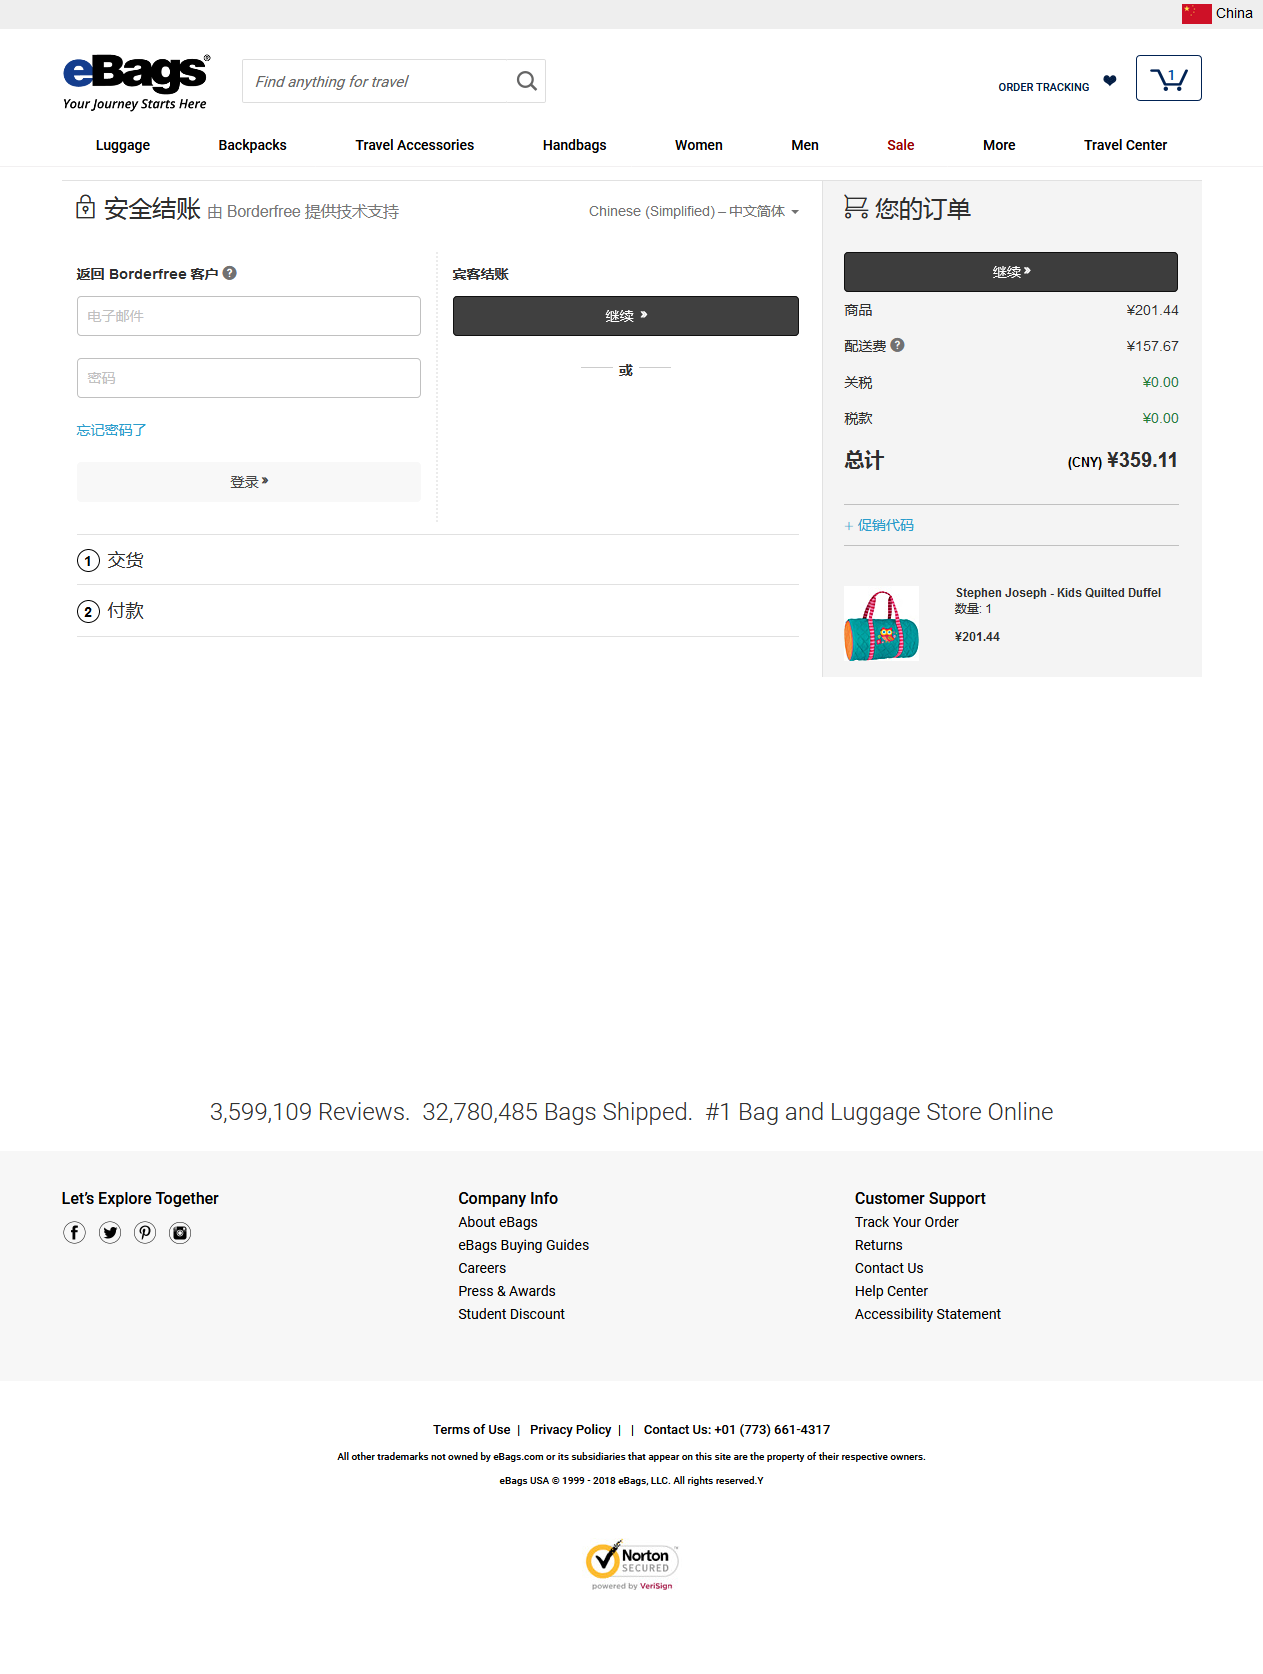 China
eBags®
Your Journey Starts Here
Find anything for travel
ORDER TRACKING
1
Luggage Backpacks Travel Accessories Handbags Women Men Sale More Travel Center
安全结账 由 Borderfree 提供技术支持
Chinese (Simplified) – 中文简体
返回 Borderfree 客户 ?
电子邮件
密码
忘记密码了
登录 »
宾客结账
继续 »
或
1 交货
2 付款
您的订单
继续 »
商品 ¥201.44
配送费 ? ¥157.67
关税 ¥0.00
税款 ¥0.00
总计 (CNY) ¥359.11
+ 促销代码
Stephen Joseph - Kids Quilted Duffel
数量: 1
¥201.44
3,599,109 Reviews. 32,780,485 Bags Shipped. #1 Bag and Luggage Store Online
Let’s Explore Together
Company Info
About eBags
eBags Buying Guides
Careers
Press & Awards
Student Discount
Customer Support
Track Your Order
Returns
Contact Us
Help Center
Accessibility Statement
Terms of Use | Privacy Policy | | Contact Us: +01 (773) 661-4317
All other trademarks not owned by eBags.com or its subsidiaries that appear on this site are the property of their respective owners.
eBags USA © 1999 - 2018 eBags, LLC. All rights reserved.Y
Norton
SECURED
powered by VeriSign